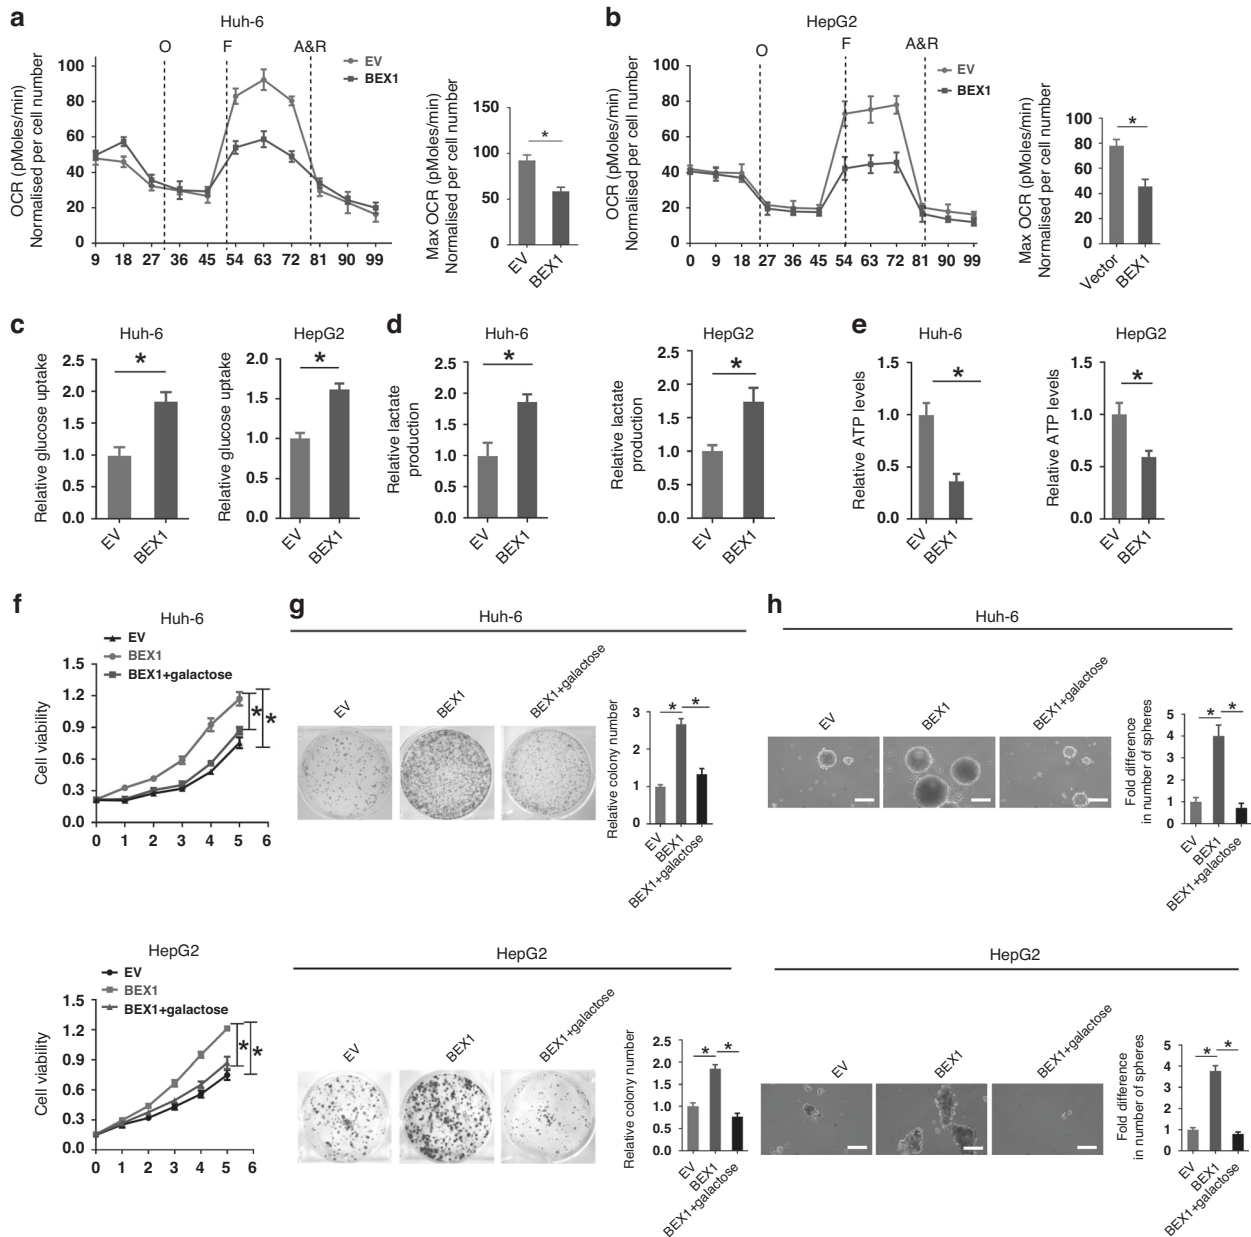 a
Huh-6
O
F
A&R
EV
BEX1
OCR (pMoles/min)
Normalised per cell number
100
80
60
40
20
0
9 18 27 36 45 54 63 72 81 90 99
Max OCR (pMoles/min)
Normalised per cell number
150
100
50
0
*
EV
BEX1
b
HepG2
O
F
A&R
EV
BEX1
OCR (pMoles/min)
Normalised per cell number
100
80
60
40
20
0
0 9 18 27 36 45 54 63 72 81 90 99
Max OCR (pMoles/min)
Normalised per cell number
100
80
60
40
20
0
*
Vector
BEX1
c
Huh-6
Relative glucose uptake
2.5
2.0
1.5
1.0
0.5
0.0
*
EV
BEX1
HepG2
Relative glucose uptake
2.0
1.5
1.0
0.5
0.0
*
EV
BEX1
d
Huh-6
Relative lactate
production
2.5
2.0
1.5
1.0
0.5
0.0
*
EV
BEX1
HepG2
Relative lactate
production
2.5
2.0
1.5
1.0
0.5
0.0
*
EV
BEX1
e
Huh-6
Relative ATP levels
1.5
1.0
0.5
0.0
*
EV
BEX1
HepG2
Relative ATP levels
1.5
1.0
0.5
0.0
*
EV
BEX1
f
Huh-6
EV
BEX1
BEX1+galactose
Cell viability
1.5
1.2
0.9
0.6
0.3
0.0
0 1 2 3 4 5 6
* *
HepG2
EV
BEX1
BEX1+galactose
Cell viability
1.5
1.2
0.9
0.6
0.3
0.0
0 1 2 3 4 5 6
* *
g
Huh-6
EV
BEX1
BEX1+galactose
Relative colony number
3
2
1
0
* *
EV
BEX1
BEX1+galactose
HepG2
EV
BEX1
BEX1+galactose
Relative colony number
2.5
2.0
1.5
1.0
0.5
0.0
* *
EV
BEX1
BEX1+galactose
h
Huh-6
EV
BEX1
BEX1+galactose
Fold difference
in number of spheres
5
4
3
2
1
0
* *
EV
BEX1
BEX1+galactose
HepG2
EV
BEX1
BEX1+galactose
Fold difference
in number of spheres
5
4
3
2
1
0
* *
EV
BEX1
BEX1+galactose